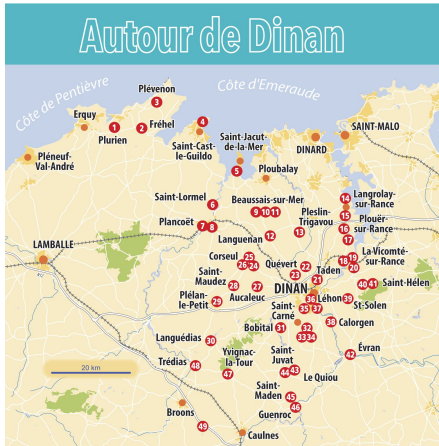 Autour de Dinan
Côte de Pentièvre
Côte d'Emeraude
Plévenon
3
4
Erquy
1
2
Fréhel
Plurien
Saint-Cast-
le-Guildo
Saint-Jacut-
de-la-Mer
5
DINARD
SAINT-MALO
Pléneuf-
Val-André
Ploubalay
Saint-Lormel
6
Beaussais-sur-Mer
9 10 11
Pleslin-
Trigavou
13
14
Langrolay-
sur-Rance
15
16
Plouër-
sur-Rance
17
Plancoët
7 8
Languenan
12
LAMBALLE
Corseul
25
26 24
Quévert
22
23
Taden
21
18 19
20
La-Vicomté-
sur-Rance
Saint-
Maudez
28
27
Aucaleuc
DINAN
40 41
Saint-Hélen
Plélan-
le-Petit
29
36
Léhon
39
St-Solen
35 37
Saint-
Carné
Bobital
31
32
33 34
38
Calorgen
Languédias
30
Évran
42
Trédias
48
Yvignac-
la-Tour
47
Saint-
Juvat
44 43
Le Quiou
20 km
Saint-
Maden
45
46
Guenroc
Broons
49
Caulnes